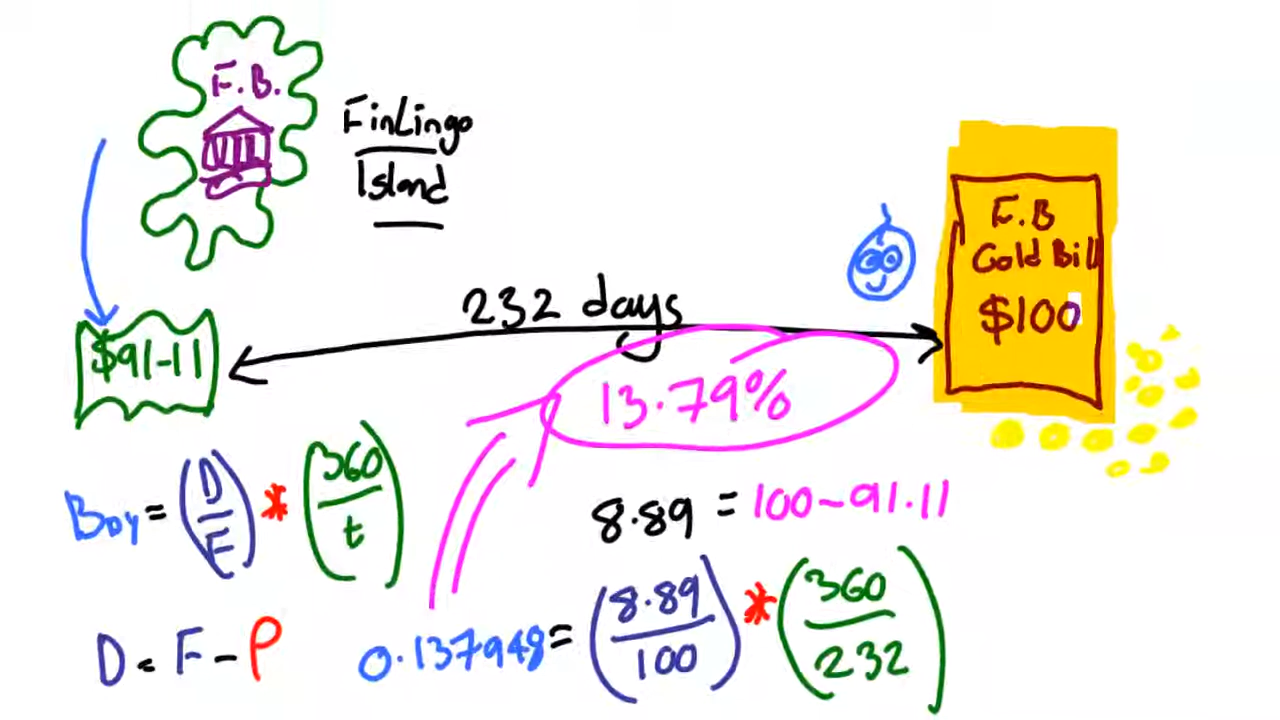 F.B.
FinLingo
Island
F.B
Gold Bill
$100
232 days
$91-11
13.79%
B_DY = (D/F) * (360/t)
8.89 = 100-91.11
D = F - P
0.137948 = (8.89/100) * (360/232)